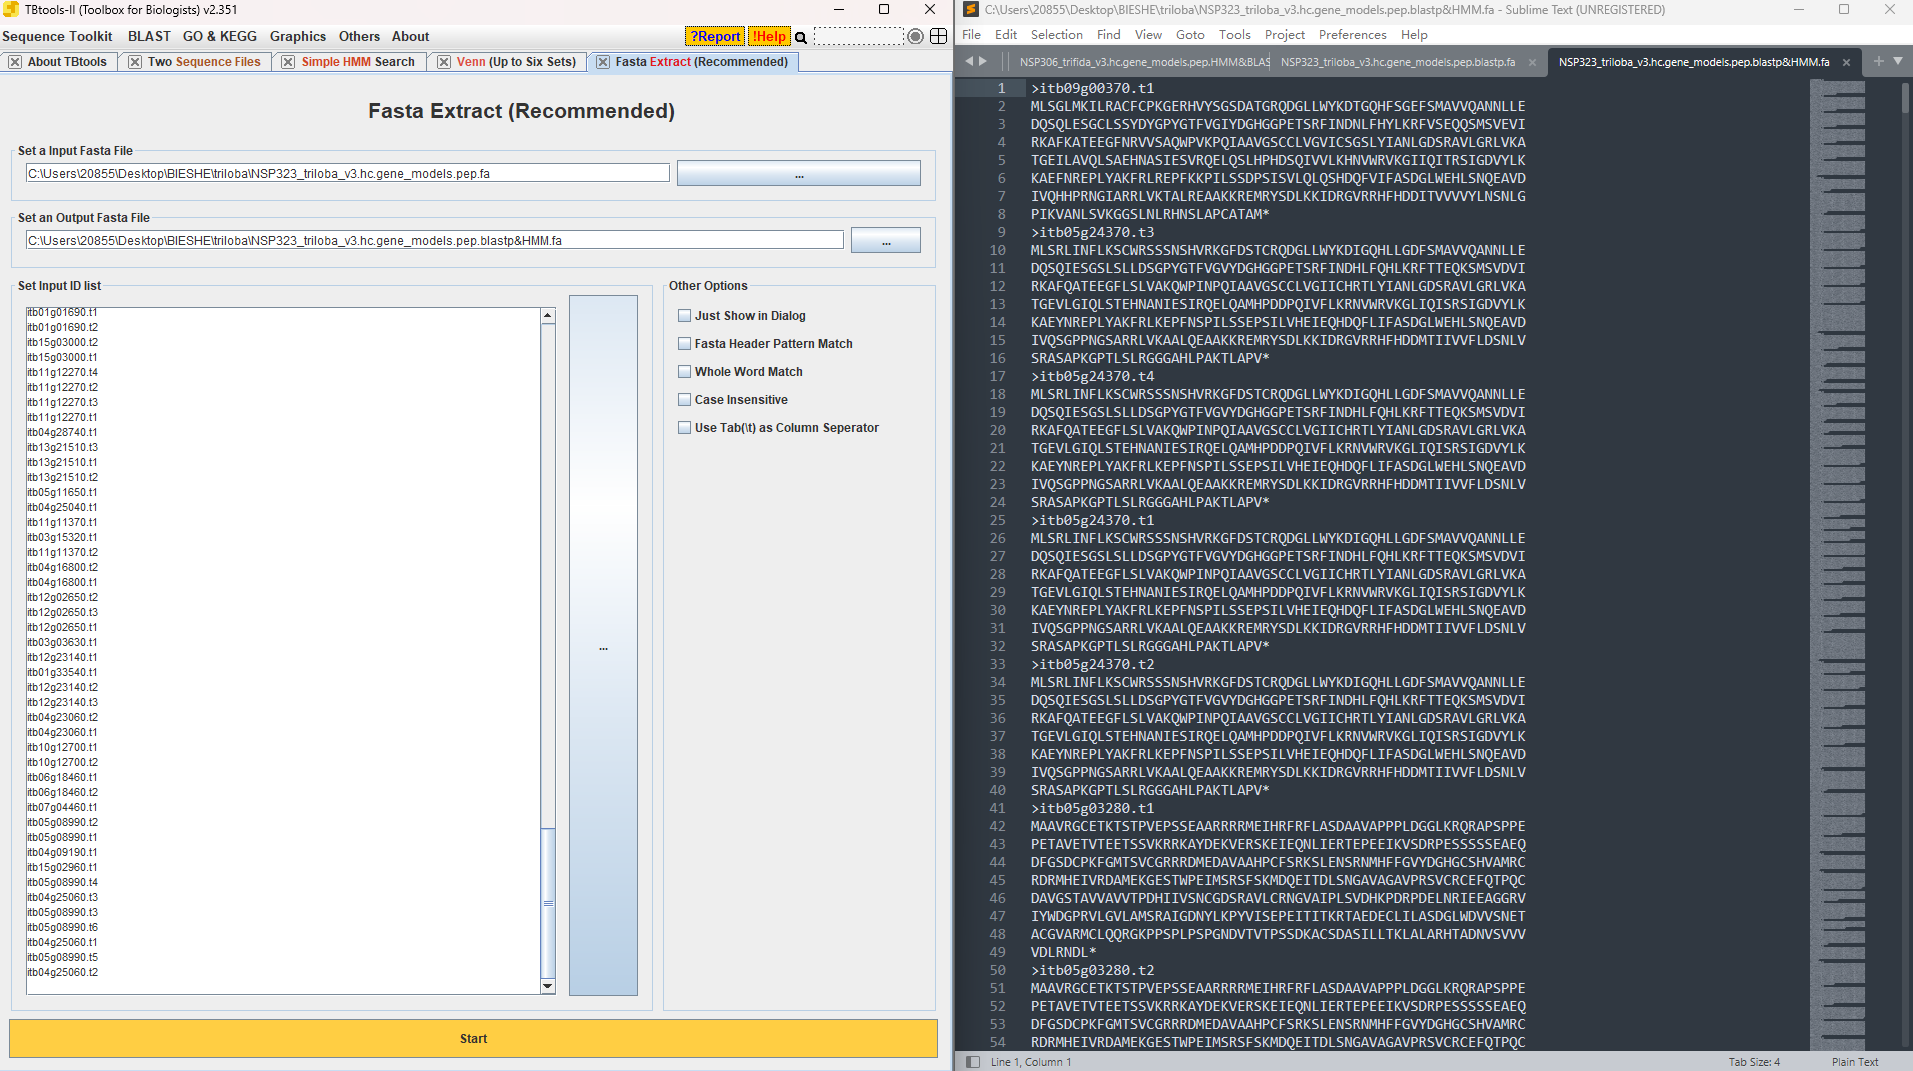 TBtools-II (Toolbox for Biologists) v2.351
Sequence Toolkit BLAST GO & KEGG Graphics Others About ?Report !Help
About TBtools Two Sequence Files Simple HMM Search Venn (Up to Six Sets) Fasta Extract (Recommended)
Fasta Extract (Recommended)
Set a Input Fasta File
C:\Users\20855\Desktop\BIESHE\triloba\NSP323_triloba_v3.hc.gene_models.pep.fa
...
Set an Output Fasta File
C:\Users\20855\Desktop\BIESHE\triloba\NSP323_triloba_v3.hc.gene_models.pep.blastp&HMM.fa
...
Set Input ID list
itb01g01690.t1
itb01g01690.t2
itb15g03000.t2
itb15g03000.t1
itb11g12270.t4
itb11g12270.t2
itb11g12270.t3
itb11g12270.t1
itb04g28740.t1
itb13g21510.t3
itb13g21510.t1
itb13g21510.t2
itb05g11650.t1
itb04g25040.t1
itb11g11370.t1
itb03g15320.t1
itb11g11370.t2
itb04g16800.t2
itb04g16800.t1
itb12g02650.t2
itb12g02650.t3
itb12g02650.t1
itb03g03630.t1
itb12g23140.t1
itb01g33540.t1
itb12g23140.t2
itb12g23140.t3
itb04g23060.t2
itb04g23060.t1
itb10g12700.t1
itb10g12700.t2
itb06g18460.t1
itb06g18460.t2
itb07g04460.t1
itb05g08990.t2
itb05g08990.t1
itb04g09190.t1
itb15g02960.t1
itb05g08990.t4
itb04g25060.t3
itb05g08990.t3
itb05g08990.t6
itb04g25060.t1
itb05g08990.t5
itb04g25060.t2
...
Other Options
Just Show in Dialog
Fasta Header Pattern Match
Whole Word Match
Case Insensitive
Use Tab(\t) as Column Seperator
Start
C:\Users\20855\Desktop\BIESHE\triloba\NSP323_triloba_v3.hc.gene_models.pep.blastp&HMM.fa - Sublime Text (UNREGISTERED)
File Edit Selection Find View Goto Tools Project Preferences Help
NSP306_trifida_v3.hc.gene_models.pep.HMM&BLAS NSP323_triloba_v3.hc.gene_models.pep.blastp.fa NSP323_triloba_v3.hc.gene_models.pep.blastp&HMM.fa
1 >itb09g00370.t1
2 MLSGLMKILRACFCPKGERHVYSGSDATGRQDGLLWYKDTGQHFSGEFSMAVVQANNLLE
3 DQSQLESGCLSSYDYGPYGTFVGIYDGHGGPETSRFINDNLFHYLKRFVSEQQSMSVEVI
4 RKAFKATEEGFNRVVSAQWPVKPQIAAVGSCCLVGVICSGSLYIANLGDSRAVLGRLVKA
5 TGEILAVQLSAEHNASIESVRQELQSLHPHDSQIVVLKHNVWRVKGIIQITRSIGDVYLK
6 KAEFNREPLYAKFRLREPFKKPILSSDPSISVLQLQSHDQFVIFASDGLWEHLSNQEAVD
7 IVQHHPRNGIARRLVKTALREAAKKREMRYSDLKKIDRGVRRHFHDDITVVVVYLNSNLG
8 PIKVANLSVKGGSLNLRHNSLAPCATAM*
9 >itb05g24370.t3
10 MLSRLINFLKSCWRSSSNSHVRKGFDSTCRQDGLLWYKDIGQHLLGDFSMAVVQANNLLE
11 DQSQIESGSLSLLDSGPYGTFVGVYDGHGGPETSRFINDHLFQHLKRFTTEQKSMSVDVI
12 RKAFQATEEGFLSLVAKQWPINPQIAAVGSCCLVGIICHRTLYIANLGDSRAVLGRLVKA
13 TGEVLGIQLSTEHNANIESIRQELQAMHPDDPQIVFLKRNVWRVKGLIQISRSIGDVYLK
14 KAEYNREPLYAKFRLKEPFNSPILSSEPSILVHEIEQHDQFLIFASDGLWEHLSNQEAVD
15 IVQSGPPNGSARRLVKAALQEAAKKREMRYSDLKKIDRGVRRHFHDDMTIIVVFLDSNLV
16 SRASAPKGPTLSLRGGGAHLPAKTLAPV*
17 >itb05g24370.t4
18 MLSRLINFLKSCWRSSSNSHVRKGFDSTCRQDGLLWYKDIGQHLLGDFSMAVVQANNLLE
19 DQSQIESGSLSLLDSGPYGTFVGVYDGHGGPETSRFINDHLFQHLKRFTTEQKSMSVDVI
20 RKAFQATEEGFLSLVAKQWPINPQIAAVGSCCLVGIICHRTLYIANLGDSRAVLGRLVKA
21 TGEVLGIQLSTEHNANIESIRQELQAMHPDDPQIVFLKRNVWRVKGLIQISRSIGDVYLK
22 KAEYNREPLYAKFRLKEPFNSPILSSEPSILVHEIEQHDQFLIFASDGLWEHLSNQEAVD
23 IVQSGPPNGSARRLVKAALQEAAKKREMRYSDLKKIDRGVRRHFHDDMTIIVVFLDSNLV
24 SRASAPKGPTLSLRGGGAHLPAKTLAPV*
25 >itb05g24370.t1
26 MLSRLINFLKSCWRSSSNSHVRKGFDSTCRQDGLLWYKDIGQHLLGDFSMAVVQANNLLE
27 DQSQIESGSLSLLDSGPYGTFVGVYDGHGGPETSRFINDHLFQHLKRFTTEQKSMSVDVI
28 RKAFQATEEGFLSLVAKQWPINPQIAAVGSCCLVGIICHRTLYIANLGDSRAVLGRLVKA
29 TGEVLGIQLSTEHNANIESIRQELQAMHPDDPQIVFLKRNVWRVKGLIQISRSIGDVYLK
30 KAEYNREPLYAKFRLKEPFNSPILSSEPSILVHEIEQHDQFLIFASDGLWEHLSNQEAVD
31 IVQSGPPNGSARRLVKAALQEAAKKREMRYSDLKKIDRGVRRHFHDDMTIIVVFLDSNLV
32 SRASAPKGPTLSLRGGGAHLPAKTLAPV*
33 >itb05g24370.t2
34 MLSRLINFLKSCWRSSSNSHVRKGFDSTCRQDGLLWYKDIGQHLLGDFSMAVVQANNLLE
35 DQSQIESGSLSLLDSGPYGTFVGVYDGHGGPETSRFINDHLFQHLKRFTTEQKSMSVDVI
36 RKAFQATEEGFLSLVAKQWPINPQIAAVGSCCLVGIICHRTLYIANLGDSRAVLGRLVKA
37 TGEVLGIQLSTEHNANIESIRQELQAMHPDDPQIVFLKRNVWRVKGLIQISRSIGDVYLK
38 KAEYNREPLYAKFRLKEPFNSPILSSEPSILVHEIEQHDQFLIFASDGLWEHLSNQEAVD
39 IVQSGPPNGSARRLVKAALQEAAKKREMRYSDLKKIDRGVRRHFHDDMTIIVVFLDSNLV
40 SRASAPKGPTLSLRGGGAHLPAKTLAPV*
41 >itb05g03280.t1
42 MAAVRGCETKTSTPVEPSSEAARRRRMEIHRFRFLASDAAVAPPPLDGGLKRQRAPSPPE
43 PETAVETVTEETSSVKRRKAYDEKVERSKEIEQNLIERTEPEEIKVSDRPESSSSSEAEQ
44 DFGSDCPKFGMTSVCGRRRDMEDAVAAHPCFSRKSLENSRNMHFFGVYDGHGCSHVAMRC
45 RDRMHEIVRDAMEKGESTWPEIMSRSFSKMDQEITDLSNGAVAGAVPRSVCRCEFQTPQC
46 DAVGSTAVVAVVTPDHIIVSNCGDSRAVLCRNGVAIPLSVDHKPDRPDELNRIEEAGGRV
47 IYWDGPRVLGVLAMSRAIGDNYLKPYVISEPEITITKRTAEDECLILASDGLWDVVSNET
48 ACGVARMCLQQRGKPPSPLPSPGNDVTVTPSSDKACSDASILLTKLALARHTADNVSVVV
49 VDLRNDL*
50 >itb05g03280.t2
51 MAAVRGCETKTSTPVEPSSEAARRRRMEIHRFRFLASDAAVAPPPLDGGLKRQRAPSPPE
52 PETAVETVTEETSSVKRRKAYDEKVERSKEIEQNLIERTEPEEIKVSDRPESSSSSEAEQ
53 DFGSDCPKFGMTSVCGRRRDMEDAVAAHPCFSRKSLENSRNMHFFGVYDGHGCSHVAMRC
54 RDRMHEIVRDAMEKGESTWPEIMSRSFSKMDQEITDLSNGAVAGAVPRSVCRCEFQTPQC
Line 1, Column 1 Tab Size: 4 Plain Text